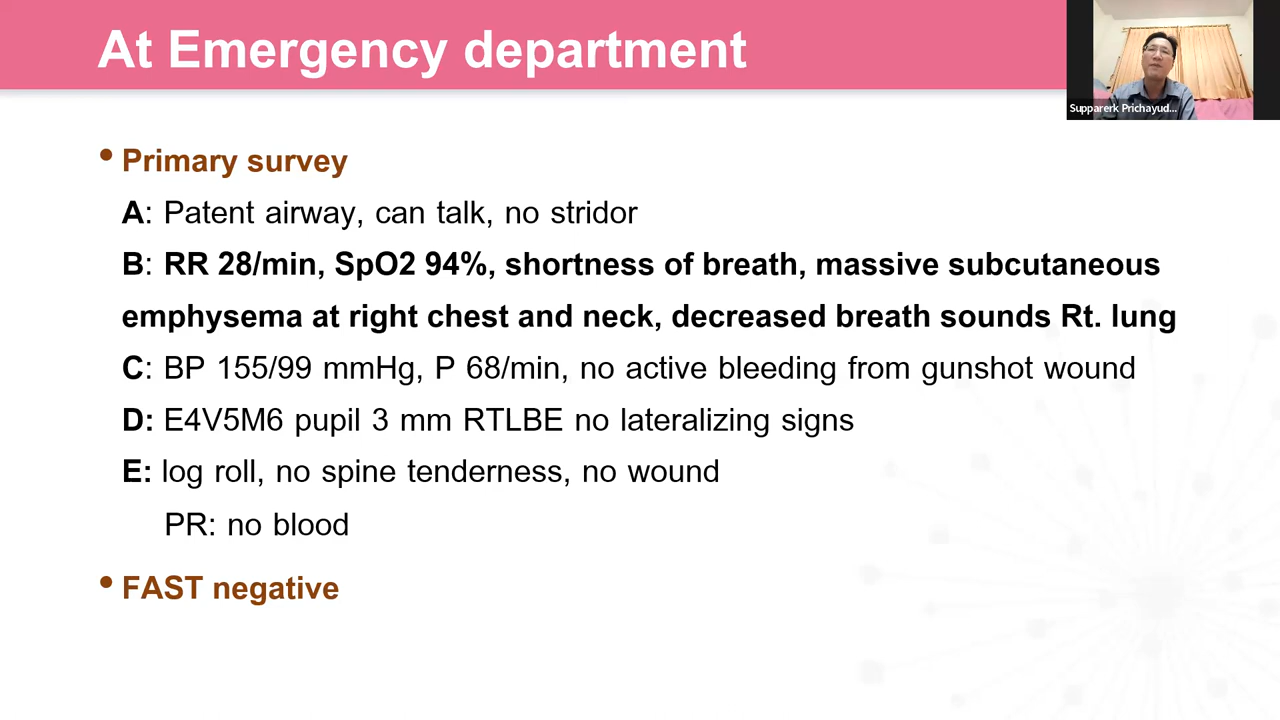 At Emergency department
Supparerk Prichayud...
• Primary survey
A: Patent airway, can talk, no stridor
B: RR 28/min, SpO2 94%, shortness of breath, massive subcutaneous
emphysema at right chest and neck, decreased breath sounds Rt. lung
C: BP 155/99 mmHg, P 68/min, no active bleeding from gunshot wound
D: E4V5M6 pupil 3 mm RTLBE no lateralizing signs
E: log roll, no spine tenderness, no wound
PR: no blood
• FAST negative